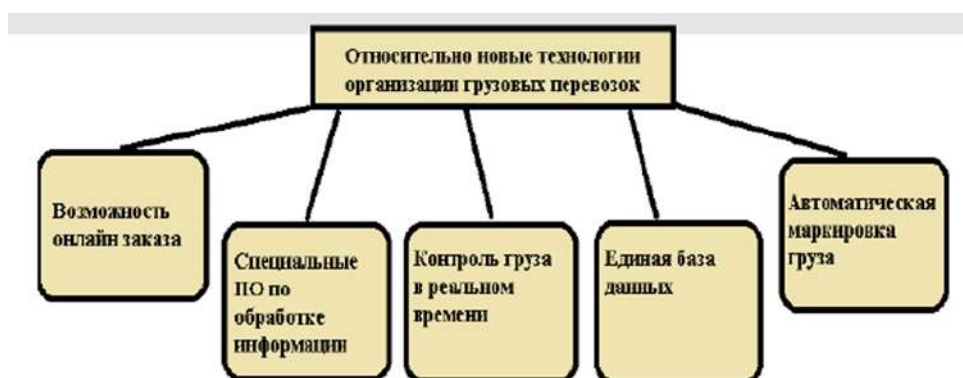 Относительно новые технологии
организации грузовых перевозок
Возможность
онлайн заказа
Специальные
ПО по
обработке
информации
Контроль груза
в реальном
времени
Единая база
данных
Автоматическая
маркировка
груза